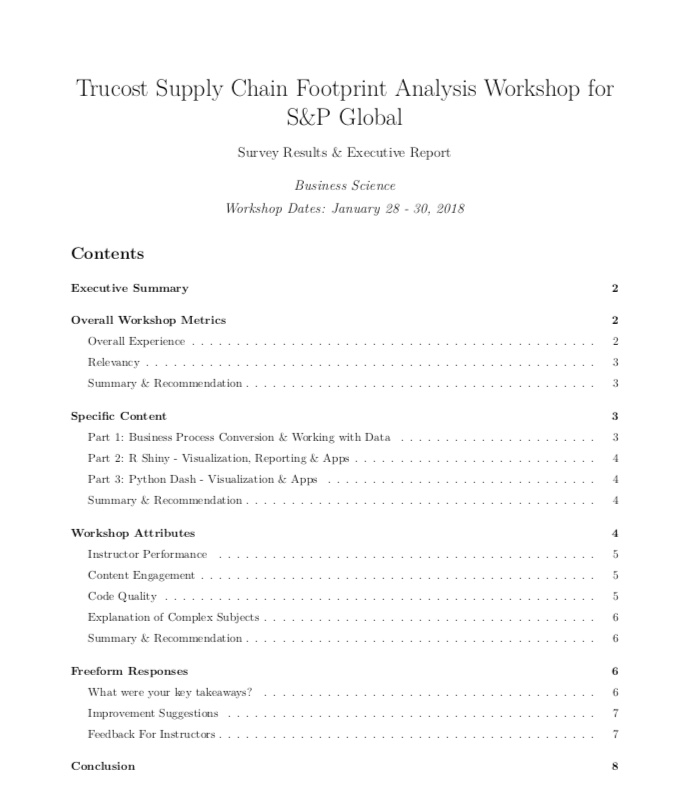 Trucost Supply Chain Footprint Analysis Workshop for
S&P Global
Survey Results & Executive Report
Business Science
Workshop Dates: January 28 - 30, 2018
Contents
Executive Summary 2
Overall Workshop Metrics 2
Overall Experience . . . . . . . . . . . . . . . . . . . . . . . . . . . . . . . . . . . . . . . . . . . . . 2
Relevancy . . . . . . . . . . . . . . . . . . . . . . . . . . . . . . . . . . . . . . . . . . . . . . . . . 3
Summary & Recommendation . . . . . . . . . . . . . . . . . . . . . . . . . . . . . . . . . . . . . . 3
Specific Content 3
Part 1: Business Process Conversion & Working with Data . . . . . . . . . . . . . . . . . . . . . . 3
Part 2: R Shiny - Visualization, Reporting & Apps . . . . . . . . . . . . . . . . . . . . . . . . . . 4
Part 3: Python Dash - Visualization & Apps . . . . . . . . . . . . . . . . . . . . . . . . . . . . . 4
Summary & Recommendation . . . . . . . . . . . . . . . . . . . . . . . . . . . . . . . . . . . . . . 4
Workshop Attributes 4
Instructor Performance . . . . . . . . . . . . . . . . . . . . . . . . . . . . . . . . . . . . . . . . . 5
Content Engagement . . . . . . . . . . . . . . . . . . . . . . . . . . . . . . . . . . . . . . . . . . 5
Code Quality . . . . . . . . . . . . . . . . . . . . . . . . . . . . . . . . . . . . . . . . . . . . . . 5
Explanation of Complex Subjects . . . . . . . . . . . . . . . . . . . . . . . . . . . . . . . . . . . . 6
Summary & Recommendation . . . . . . . . . . . . . . . . . . . . . . . . . . . . . . . . . . . . . . 6
Freeform Responses 6
What were your key takeaways? . . . . . . . . . . . . . . . . . . . . . . . . . . . . . . . . . . . . 6
Improvement Suggestions . . . . . . . . . . . . . . . . . . . . . . . . . . . . . . . . . . . . . . . 7
Feedback For Instructors . . . . . . . . . . . . . . . . . . . . . . . . . . . . . . . . . . . . . . . . 7
Conclusion 8